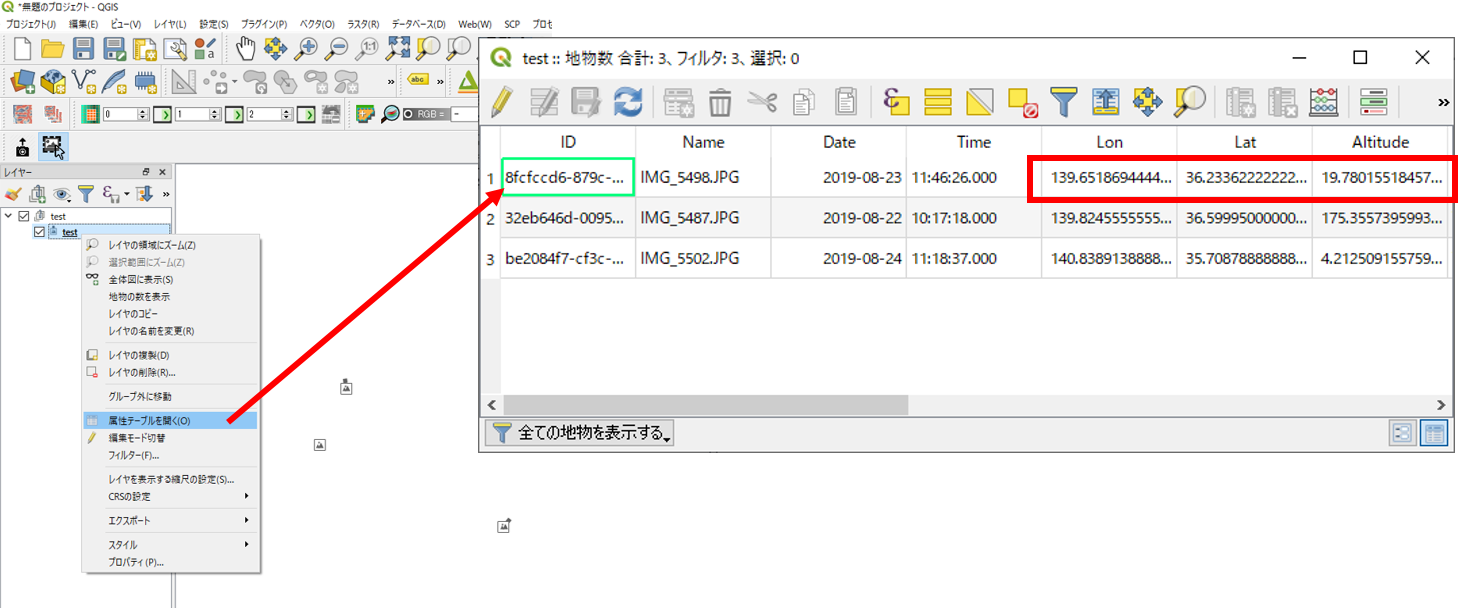 *無題のプロジェクト - QGIS
プロジェクト(J) 編集(E) ビュー(V) レイヤ(L) 設定(S) プラグイン(P) ベクタ(O) ラスタ(R) データベース(D) Web(W) SCP プロセ
1:1
a
abc
0 1 2 RGB = -
レイヤー
test
test
レイヤの領域にズーム(Z)
選択範囲にズーム(Z)
全体図に表示(S)
地物の数を表示
レイヤのコピー
レイヤの名前を変更(R)
レイヤの複製(D)
レイヤの削除(R)...
グループ外に移動
属性テーブルを開く(O)
編集モード切替
フィルター(F)...
レイヤを表示する縮尺の設定(S)...
CRSの設定
エクスポート
スタイル
プロパティ(P)...
test :: 地物数 合計: 3、フィルタ: 3、選択: 0
ID Name Date Time Lon Lat Altitude
1 8fcfccd6-879c-... IMG_5498.JPG 2019-08-23 11:46:26.000 139.6518694444... 36.23362222222... 19.78015518457...
2 32eb646d-0095... IMG_5487.JPG 2019-08-22 10:17:18.000 139.8245555555... 36.59995000000... 175.3557395993...
3 be2084f7-cf3c-... IMG_5502.JPG 2019-08-24 11:18:37.000 140.8389138888... 35.70878888888... 4.212509155759...
全ての地物を表示する